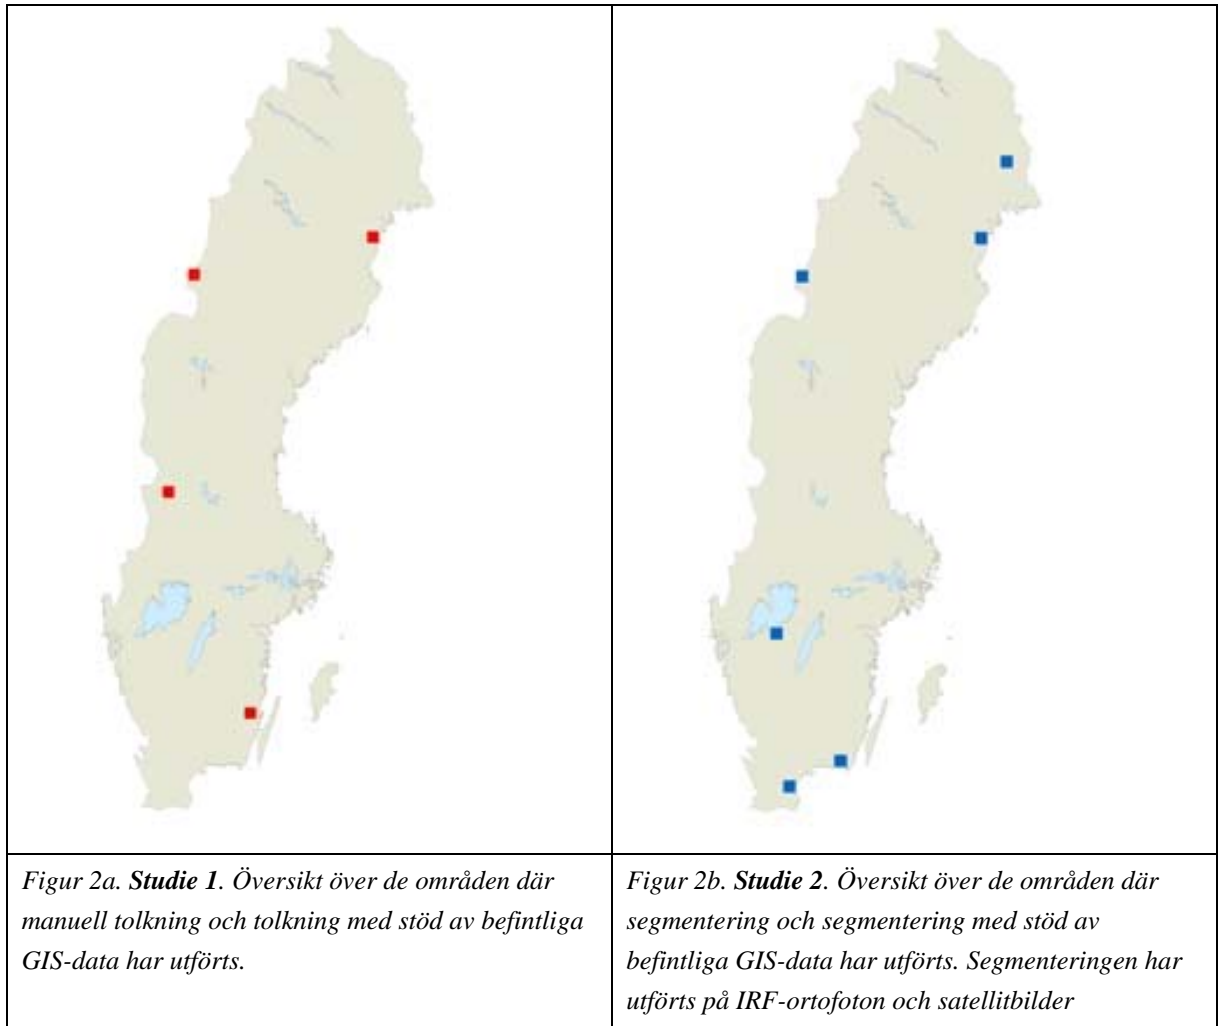 Figur 2a. Studie 1. Översikt över de områden där
manuell tolkning och tolkning med stöd av befintliga
GIS-data har utförts.
Figur 2b. Studie 2. Översikt över de områden där
segmentering och segmentering med stöd av
befintliga GIS-data har utförts. Segmenteringen har
utförts på IRF-ortofoton och satellitbilder